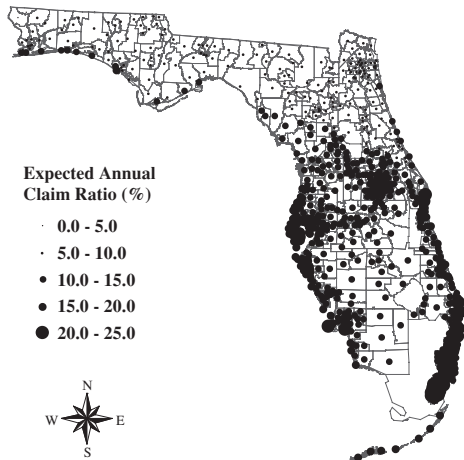 Expected Annual
Claim Ratio (%)
0.0 - 5.0
5.0 - 10.0
10.0 - 15.0
15.0 - 20.0
20.0 - 25.0
N
W E
S